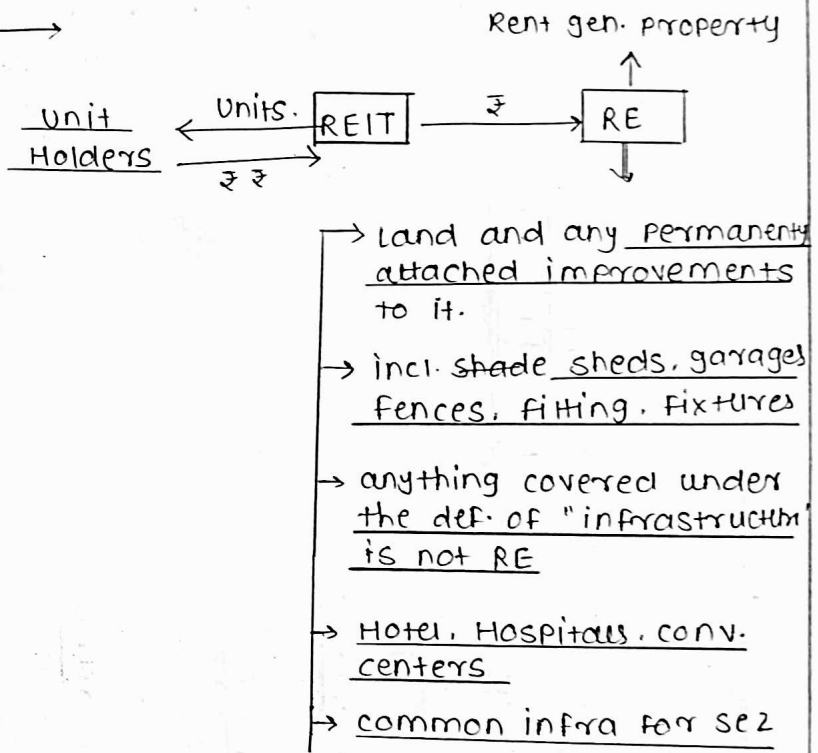 Rent gen. property
Unit Holders
Units.
₹ ₹
REIT
₹
RE
Land and any permanenty
attached improvements
to it.
incl. shade sheds, garages
Fences, fitting, Fixtures
anything covered under
the def. of "infrastructur"
is not RE
Hotel, Hospitals, conv.
centers
common infra for sez